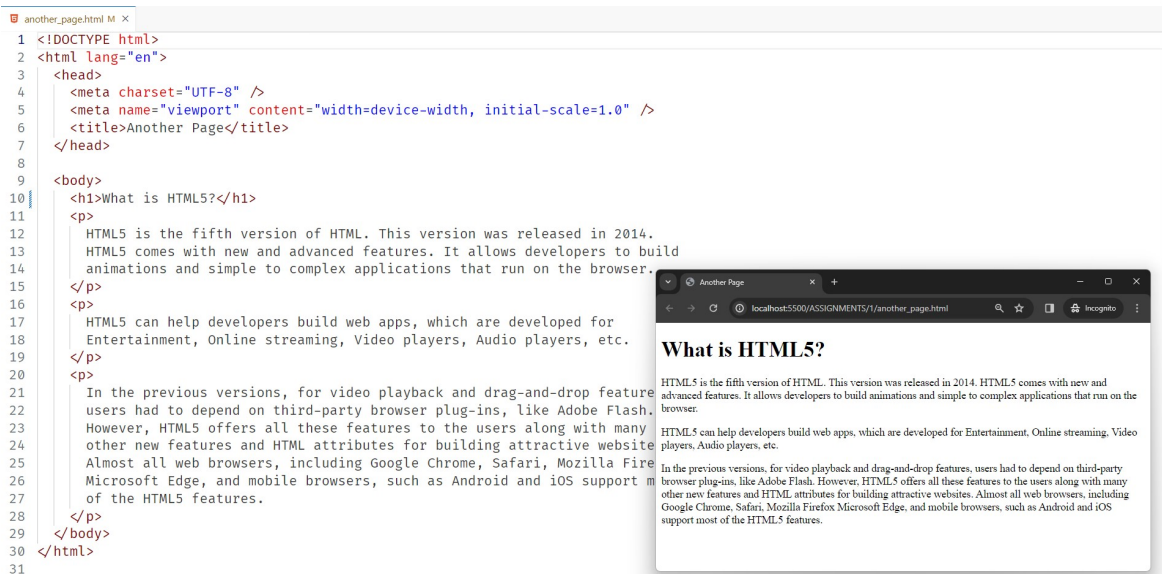 another_page.html M ×
1 <!DOCTYPE html>
2 <html lang="en">
3 <head>
4 <meta charset="UTF-8" />
5 <meta name="viewport" content="width=device-width, initial-scale=1.0" />
6 <title>Another Page</title>
7 </head>
8
9 <body>
10 <h1>What is HTML5?</h1>
11 <p>
12 HTML5 is the fifth version of HTML. This version was released in 2014.
13 HTML5 comes with new and advanced features. It allows developers to build
14 animations and simple to complex applications that run on the browser.
15 </p>
16 <p>
17 HTML5 can help developers build web apps, which are developed for
18 Entertainment, Online streaming, Video players, Audio players, etc.
19 </p>
20 <p>
21 In the previous versions, for video playback and drag-and-drop feature
22 users had to depend on third-party browser plug-ins, like Adobe Flash.
23 However, HTML5 offers all these features to the users along with many
24 other new features and HTML attributes for building attractive website
25 Almost all web browsers, including Google Chrome, Safari, Mozilla Fire
26 Microsoft Edge, and mobile browsers, such as Android and iOS support m
27 of the HTML5 features.
28 </p>
29 </body>
30 </html>
31
Another Page × +
localhost:5500/ASSIGNMENTS/1/another_page.html Incognito
What is HTML5?
HTML5 is the fifth version of HTML. This version was released in 2014. HTML5 comes with new and
advanced features. It allows developers to build animations and simple to complex applications that run on the
browser.
HTML5 can help developers build web apps, which are developed for Entertainment, Online streaming, Video
players, Audio players, etc.
In the previous versions, for video playback and drag-and-drop features, users had to depend on third-party
browser plug-ins, like Adobe Flash. However, HTML5 offers all these features to the users along with many
other new features and HTML attributes for building attractive websites. Almost all web browsers, including
Google Chrome, Safari, Mozilla Firefox Microsoft Edge, and mobile browsers, such as Android and iOS
support most of the HTML5 features.